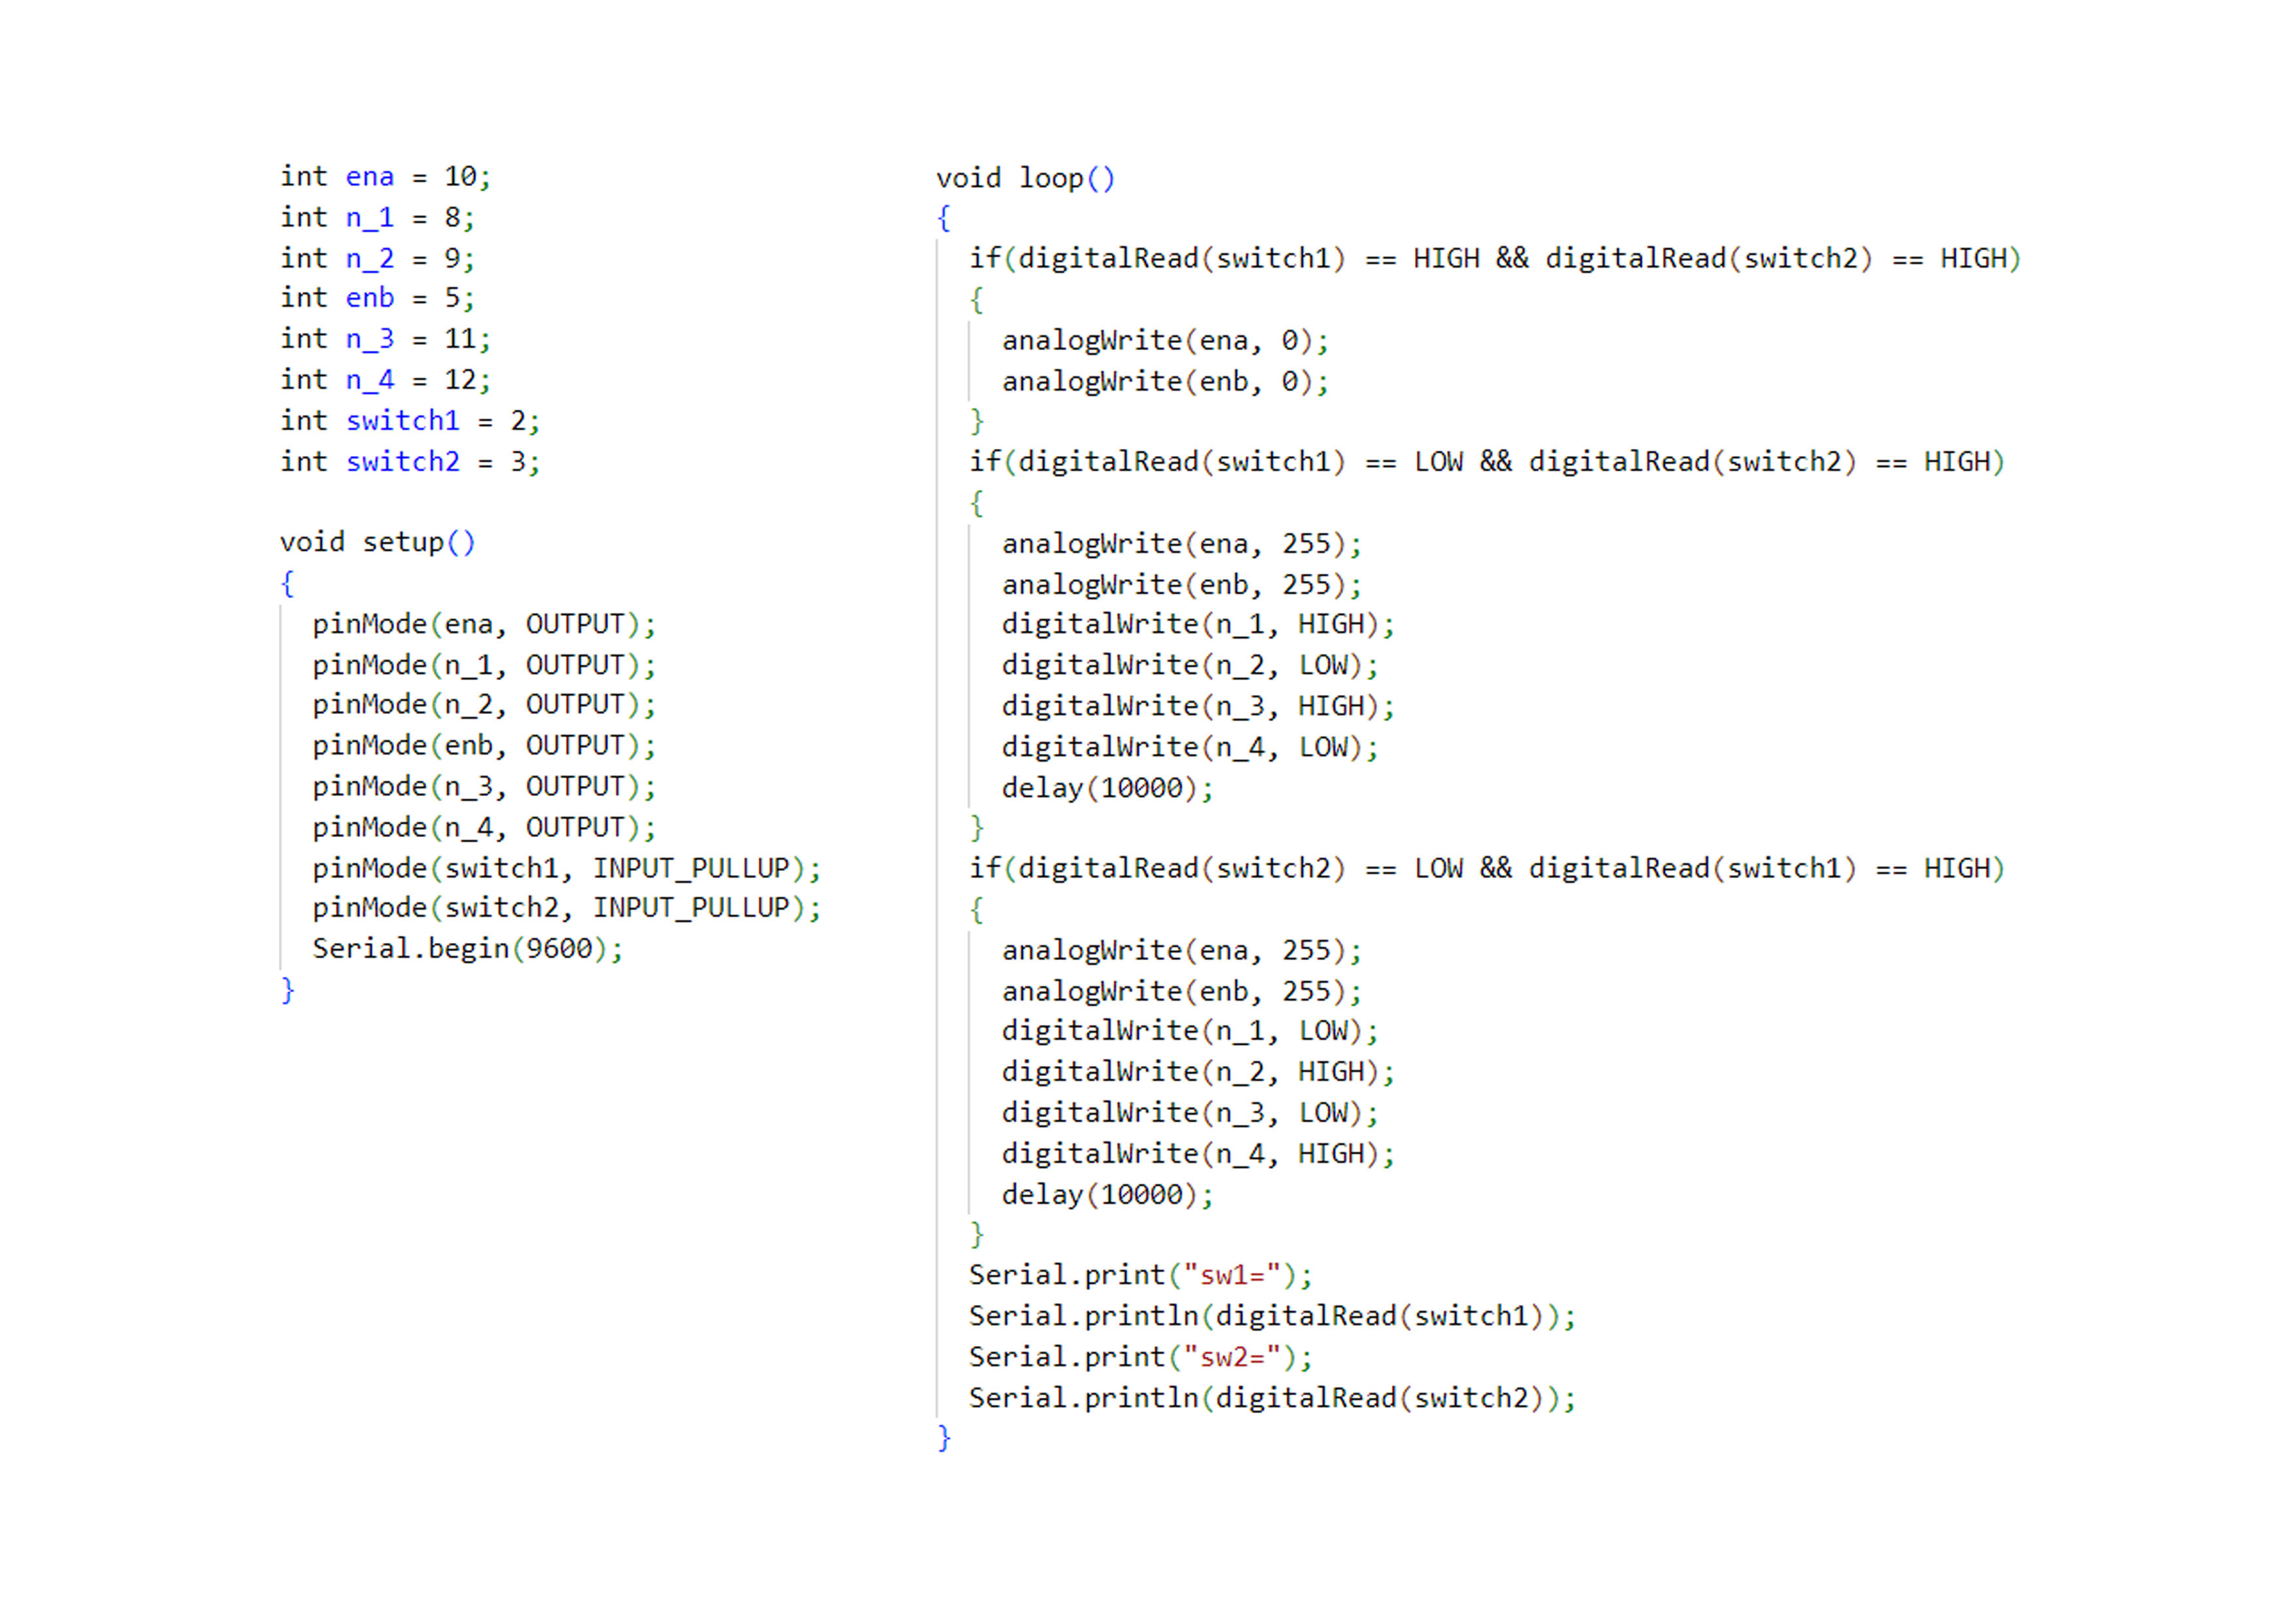 int ena = 10;
int n_1 = 8;
int n_2 = 9;
int enb = 5;
int n_3 = 11;
int n_4 = 12;
int switch1 = 2;
int switch2 = 3;
void setup()
{
pinMode(ena, OUTPUT);
pinMode(n_1, OUTPUT);
pinMode(n_2, OUTPUT);
pinMode(enb, OUTPUT);
pinMode(n_3, OUTPUT);
pinMode(n_4, OUTPUT);
pinMode(switch1, INPUT_PULLUP);
pinMode(switch2, INPUT_PULLUP);
Serial.begin(9600);
}
void loop()
{
if(digitalRead(switch1) == HIGH && digitalRead(switch2) == HIGH)
{
analogWrite(ena, 0);
analogWrite(enb, 0);
}
if(digitalRead(switch1) == LOW && digitalRead(switch2) == HIGH)
{
analogWrite(ena, 255);
analogWrite(enb, 255);
digitalWrite(n_1, HIGH);
digitalWrite(n_2, LOW);
digitalWrite(n_3, HIGH);
digitalWrite(n_4, LOW);
delay(10000);
}
if(digitalRead(switch2) == LOW && digitalRead(switch1) == HIGH)
{
analogWrite(ena, 255);
analogWrite(enb, 255);
digitalWrite(n_1, LOW);
digitalWrite(n_2, HIGH);
digitalWrite(n_3, LOW);
digitalWrite(n_4, HIGH);
delay(10000);
}
Serial.print("sw1=");
Serial.println(digitalRead(switch1));
Serial.print("sw2=");
Serial.println(digitalRead(switch2));
}